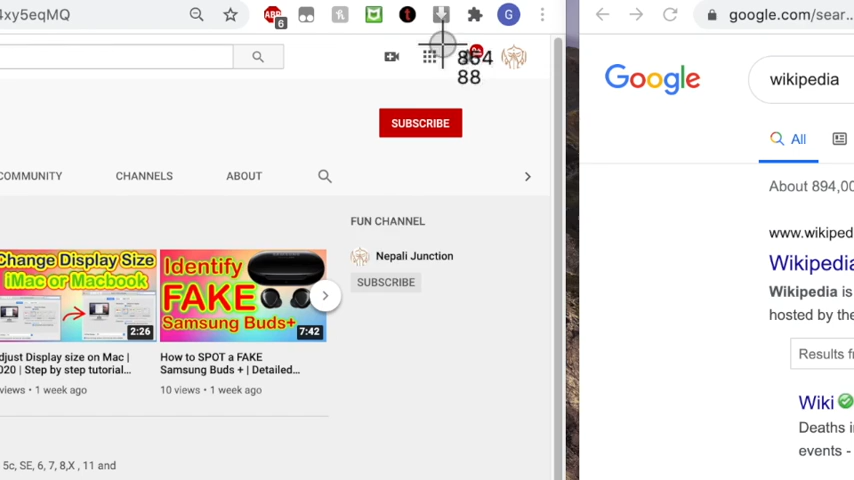 4xy5eqMQ
ABP
6
G
864
88
SUBSCRIBE
COMMUNITY
CHANNELS
ABOUT
FUN CHANNEL
Nepali Junction
SUBSCRIBE
Change Display Size
iMac or Macbook
2:26
Identify
FAKE
Samsung Buds+
7:42
djust Display size on Mac |
020 | Step by step tutorial...
views • 1 week ago
How to SPOT a FAKE
Samsung Buds + | Detailed...
10 views • 1 week ago
5c, SE, 6, 7, 8,X , 11 and
google.com/sear...
Google
wikipedia
All
About 894,00
www.wikiped
Wikipedia
Wikipedia is
hosted by the
Results f
Wiki
Deaths i
events -